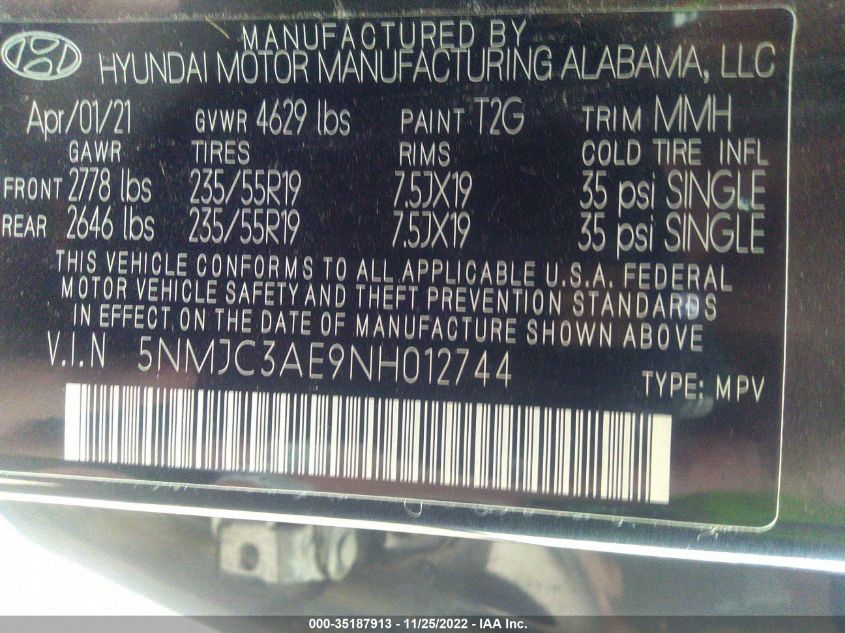 MANUFACTURED BY
HYUNDAI MOTOR MANUFACTURING ALABAMA, LLC
Apr/01/21 GVWR 4629 lbs PAINT T2G TRIM MMH
GAWR TIRES RIMS COLD TIRE INFL
FRONT 2778 lbs 235/55R19 7.5JX19 35 psi SINGLE
REAR 2646 lbs 235/55R19 7.5JX19 35 psi SINGLE
THIS VEHICLE CONFORMS TO ALL APPLICABLE U.S.A. FEDERAL
MOTOR VEHICLE SAFETY AND THEFT PREVENTION STANDARDS
IN EFFECT ON THE DATE OF MANUFACTURE SHOWN ABOVE
V.I.N 5NMJC3AE9NH012744
TYPE: MPV
000-35187913 - 11/25/2022 - IAA Inc.